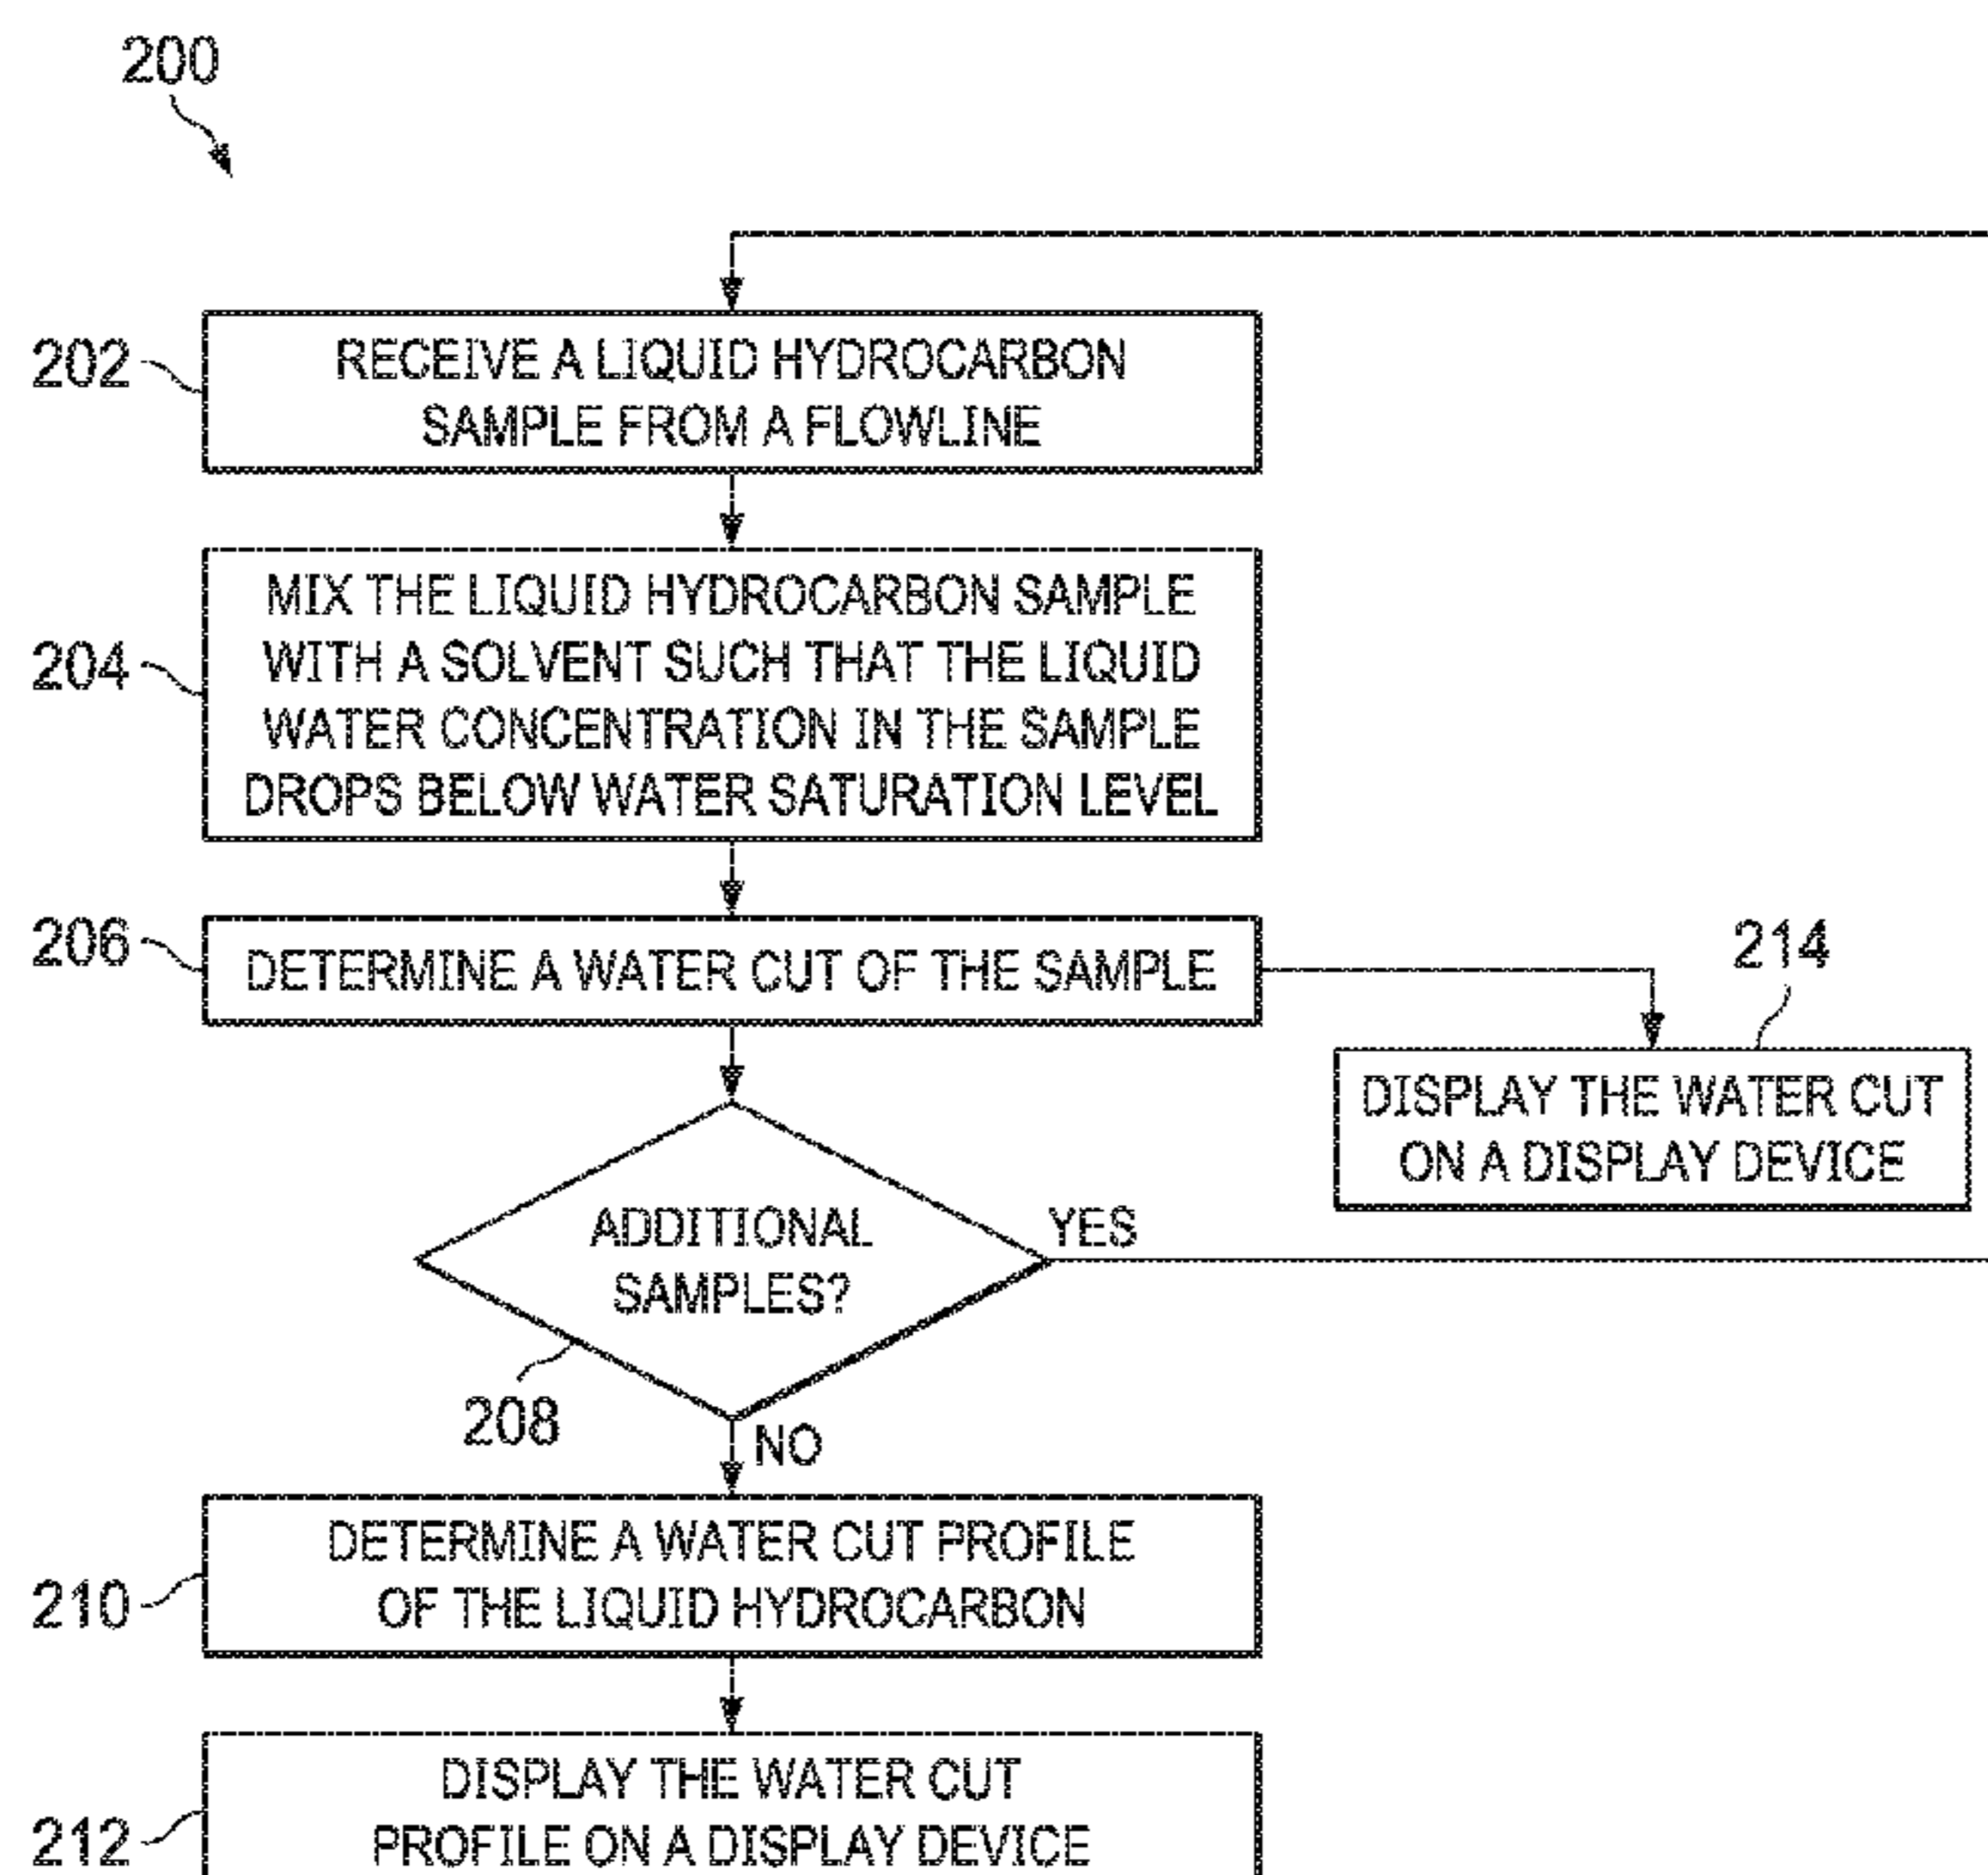 200
202
RECEIVE A LIQUID HYDROCARBON
SAMPLE FROM A FLOWLINE
204
MIX THE LIQUID HYDROCARBON SAMPLE
WITH A SOLVENT SUCH THAT THE LIQUID
WATER CONCENTRATION IN THE SAMPLE
DROPS BELOW WATER SATURATION LEVEL
206
DETERMINE A WATER CUT OF THE SAMPLE
214
DISPLAY THE WATER CUT
ON A DISPLAY DEVICE
ADDITIONAL
SAMPLES?
YES
208
NO
210
DETERMINE A WATER CUT PROFILE
OF THE LIQUID HYDROCARBON
212
DISPLAY THE WATER CUT
PROFILE ON A DISPLAY DEVICE